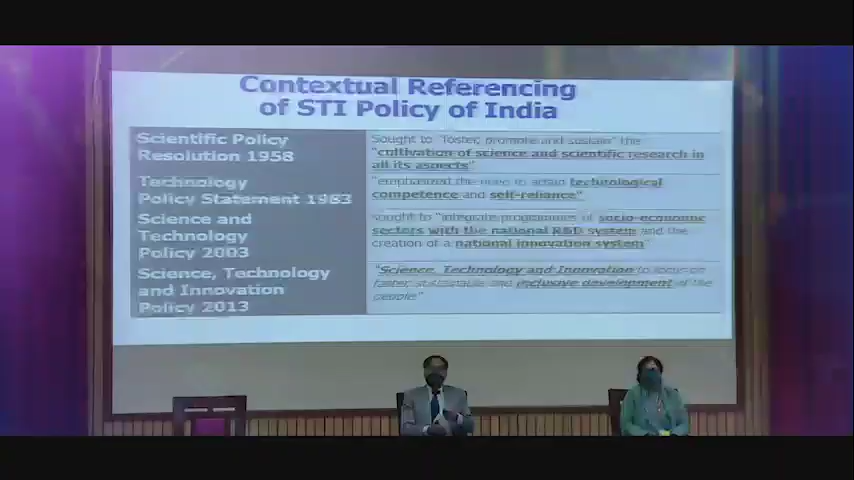 Contextual Referencing
of STI Policy of India
Scientific Policy
Resolution 1958
Sought to "foster, promote and sustain" the
"cultivation of science and scientific research in
all its aspects"
Technology
Policy Statement 1983
"emphasized the need to attain technological
competence and self-reliance"
Science and
Technology
Policy 2003
sought to "integrate programmes of socio-economic
sectors with the national R&D system and the
creation of a national innovation system"
Science, Technology
and Innovation
Policy 2013
"Science, Technology and Innovation to focus on
faster, sustainable and inclusive development of the
people"